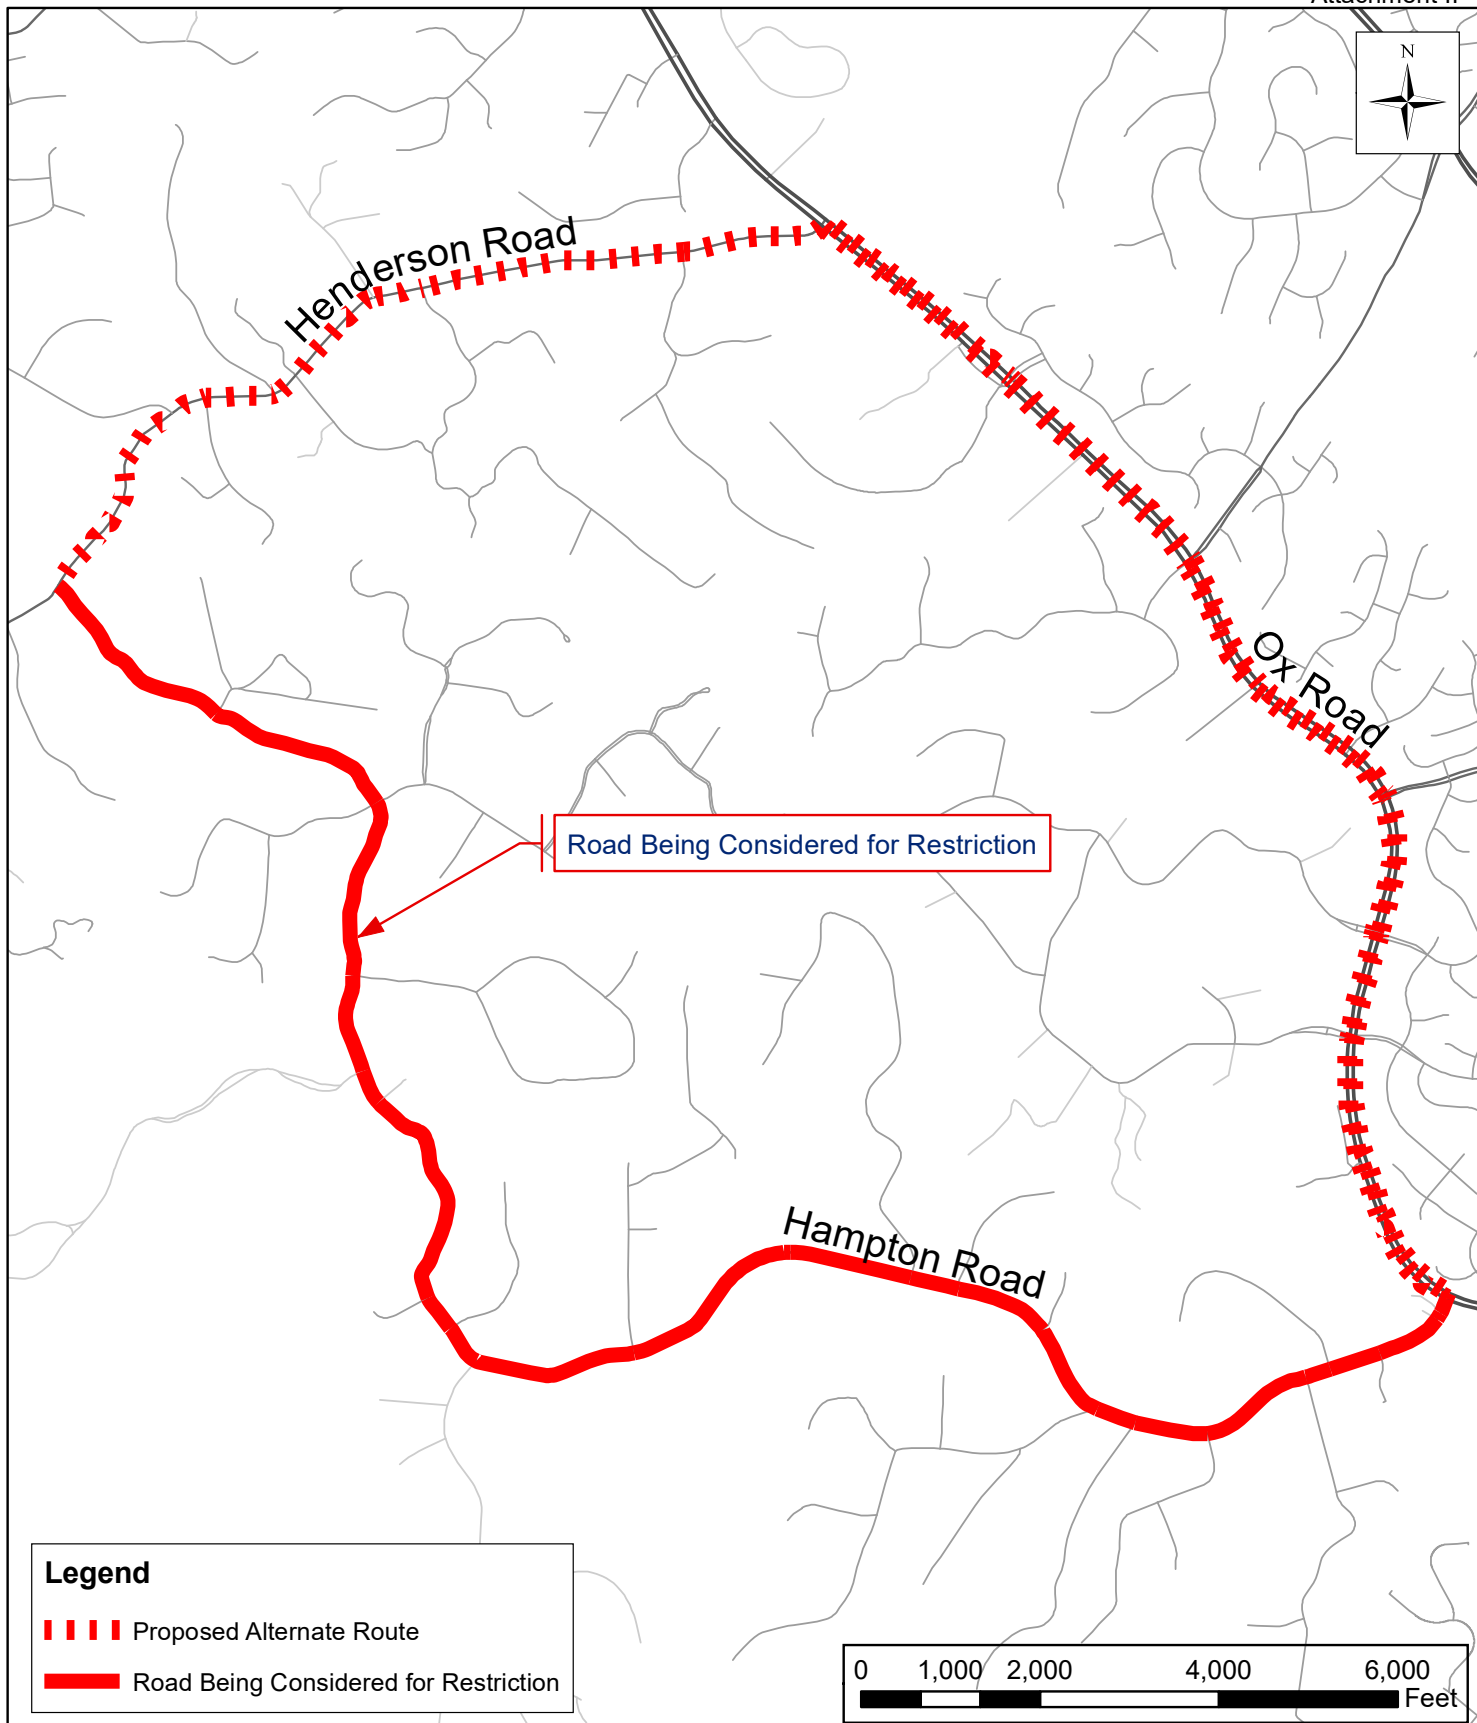 N
Henderson Road
Ox Road
Road Being Considered for Restriction
Hampton Road
Legend
Proposed Alternate Route
Road Being Considered for Restriction
0 1,000 2,000 4,000 6,000
Feet